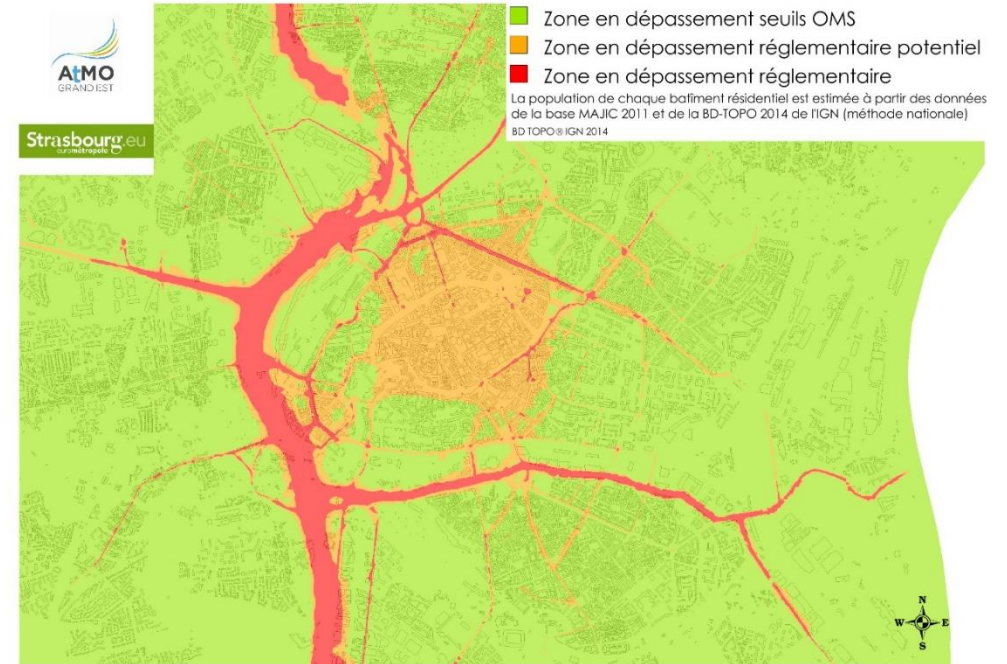 AtMO
GRAND EST
Strasbourg.eu
eurométropole
Zone en dépassement seuils OMS
Zone en dépassement réglementaire potentiel
Zone en dépassement réglementaire
La population de chaque batîment résidentiel est estimée à partir des données
de la base MAJIC 2011 et de la BD-TOPO 2014 de l'IGN (méthode nationale)
BD TOPO ® IGN 2014
N
W E
S